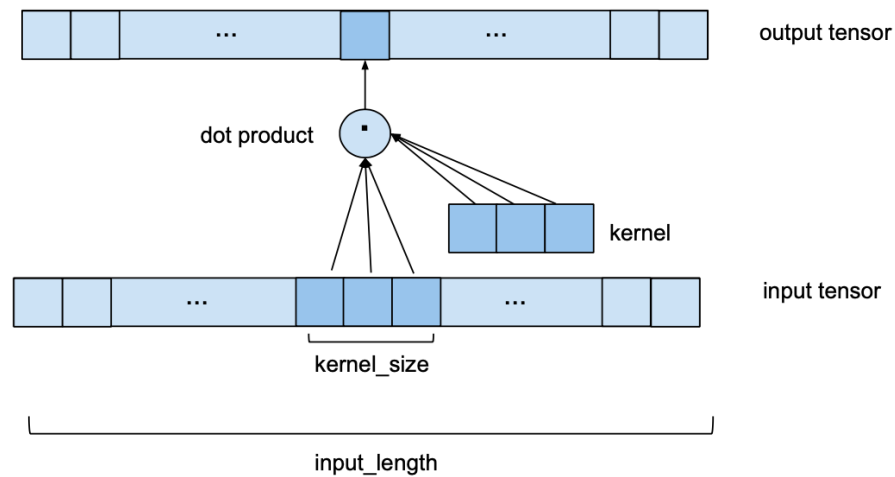 ... ...
output tensor
dot product
kernel
... ...
input tensor
kernel_size
input_length